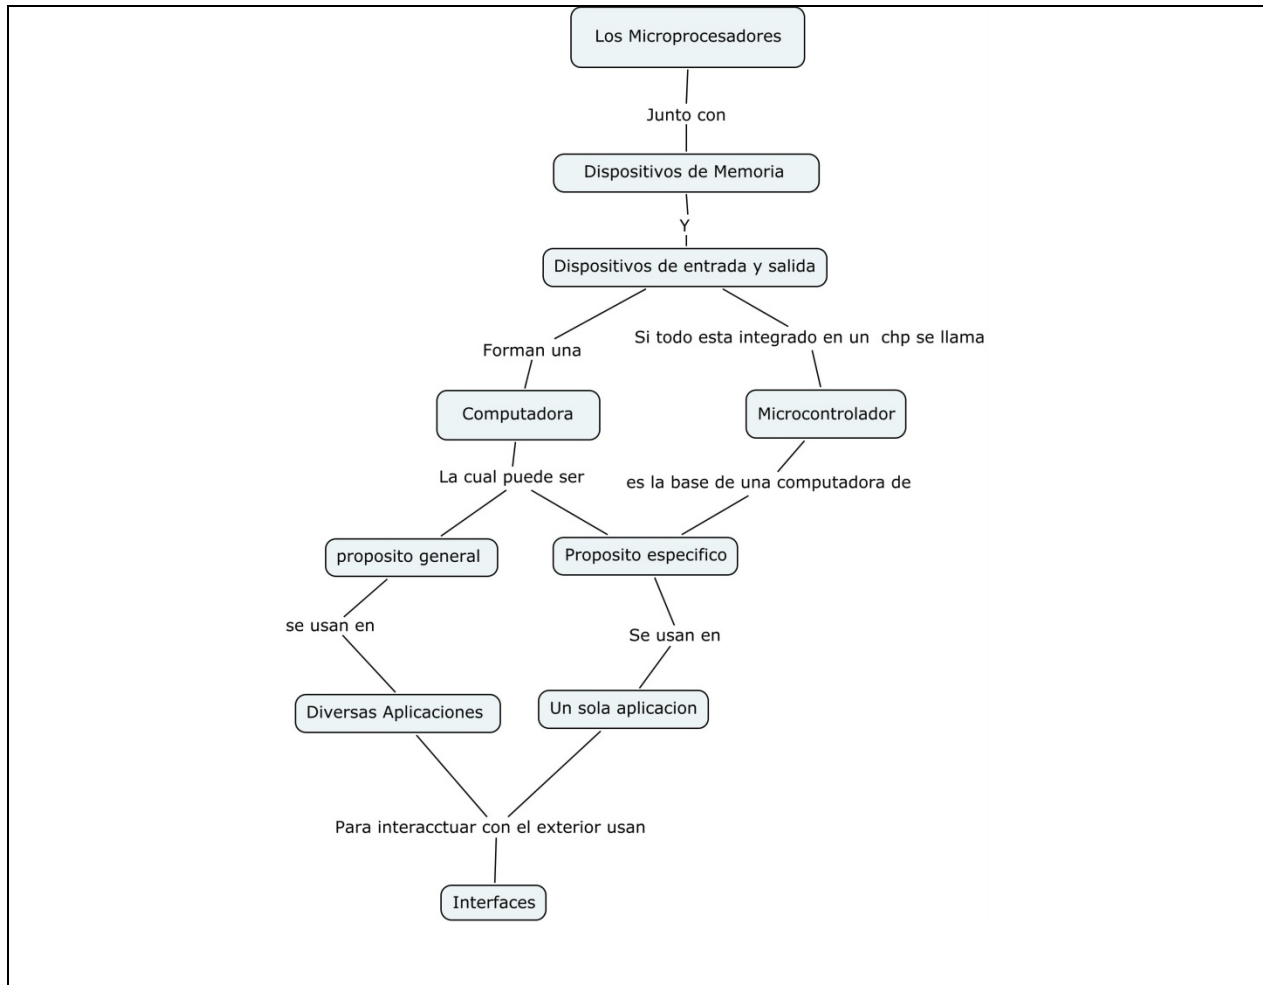 Los Microprocesadores
Junto con
Dispositivos de Memoria
Y
Dispositivos de entrada y salida
Forman una
Si todo esta integrado en un chp se llama
Computadora
Microcontrolador
La cual puede ser
es la base de una computadora de
proposito general
Proposito especifico
se usan en
Se usan en
Diversas Aplicaciones
Un sola aplicacion
Para interacctuar con el exterior usan
Interfaces